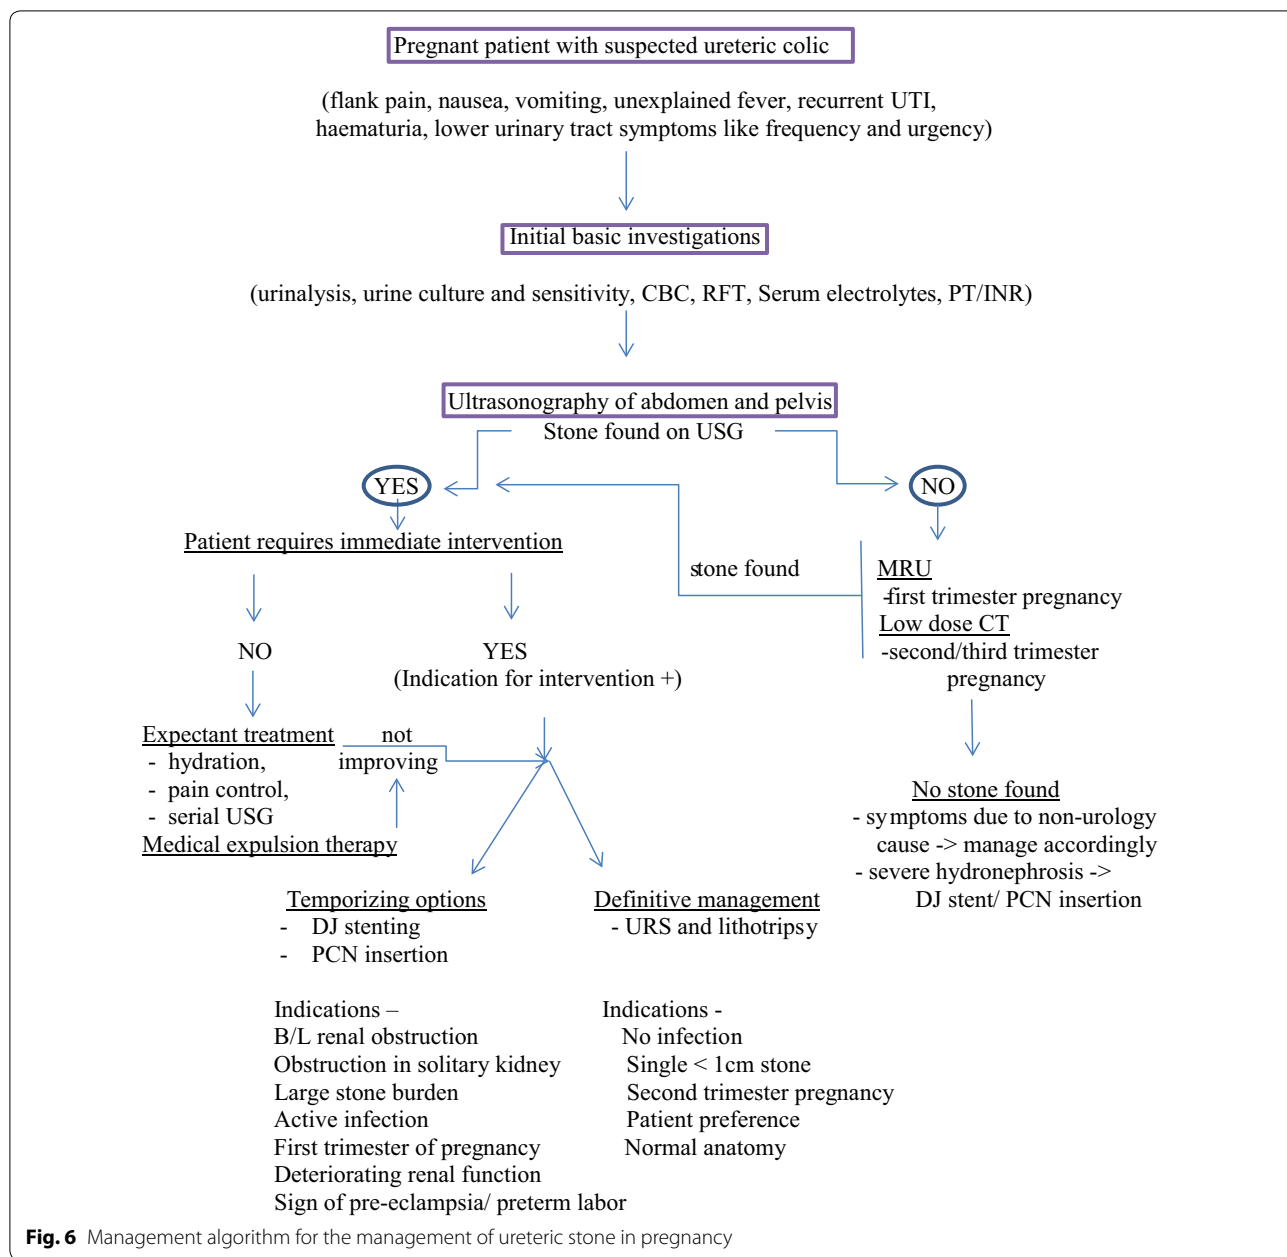 Pregnant patient with suspected ureteric colic
(flank pain, nausea, vomiting, unexplained fever, recurrent UTI,
haematuria, lower urinary tract symptoms like frequency and urgency)
Initial basic investigations
(urinalysis, urine culture and sensitivity, CBC, RFT, Serum electrolytes, PT/INR)
Ultrasonography of abdomen and pelvis
Stone found on USG
YES
NO
Patient requires immediate intervention
stone found
MRU
-first trimester pregnancy
Low dose CT
-second/third trimester
pregnancy
NO
YES
(Indication for intervention +)
Expectant treatment
- hydration,
- pain control,
- serial USG
Medical expulsion therapy
not
improving
No stone found
- symptoms due to non-urology
cause -> manage accordingly
- severe hydronephrosis ->
DJ stent/ PCN insertion
Temporizing options
- DJ stenting
- PCN insertion
Indications –
B/L renal obstruction
Obstruction in solitary kidney
Large stone burden
Active infection
First trimester of pregnancy
Deteriorating renal function
Sign of pre-eclampsia/ preterm labor
Definitive management
- URS and lithotripsy
Indications -
No infection
Single < 1cm stone
Second trimester pregnancy
Patient preference
Normal anatomy
Fig. 6 Management algorithm for the management of ureteric stone in pregnancy